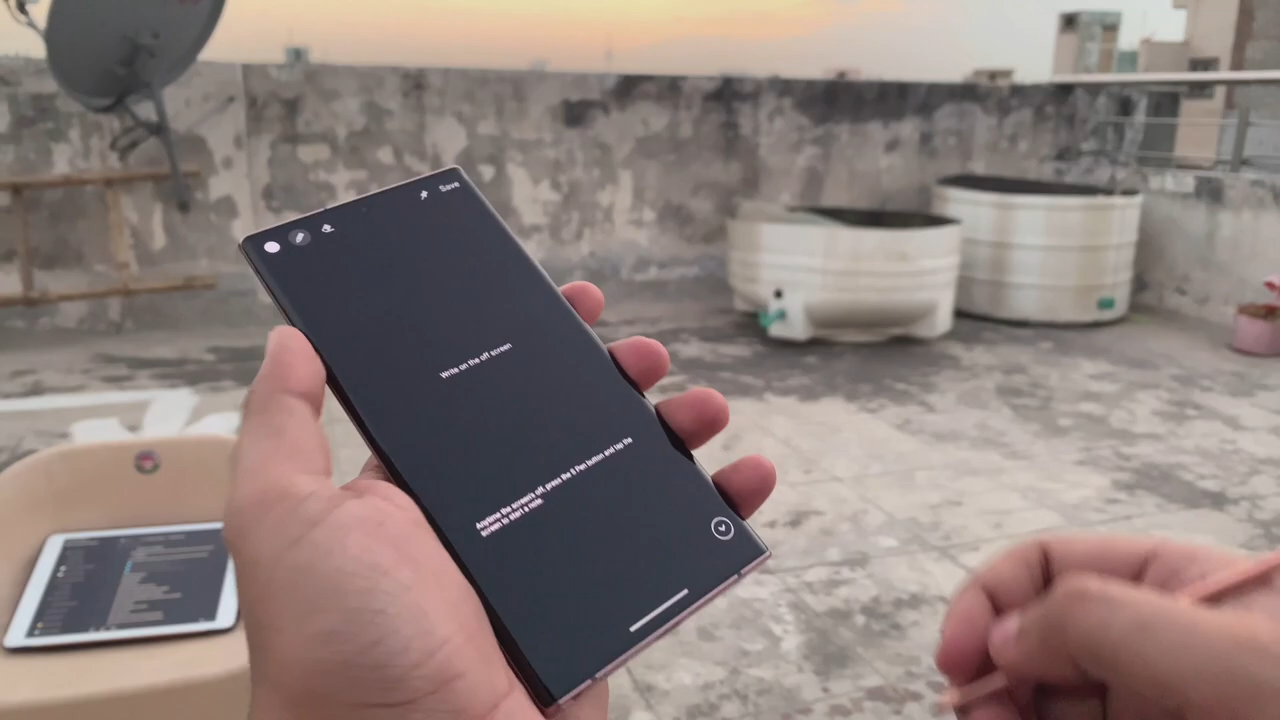 Save
Write on the off screen
Anytime the screen's off, press the S Pen button and tap the
screen to start a note.